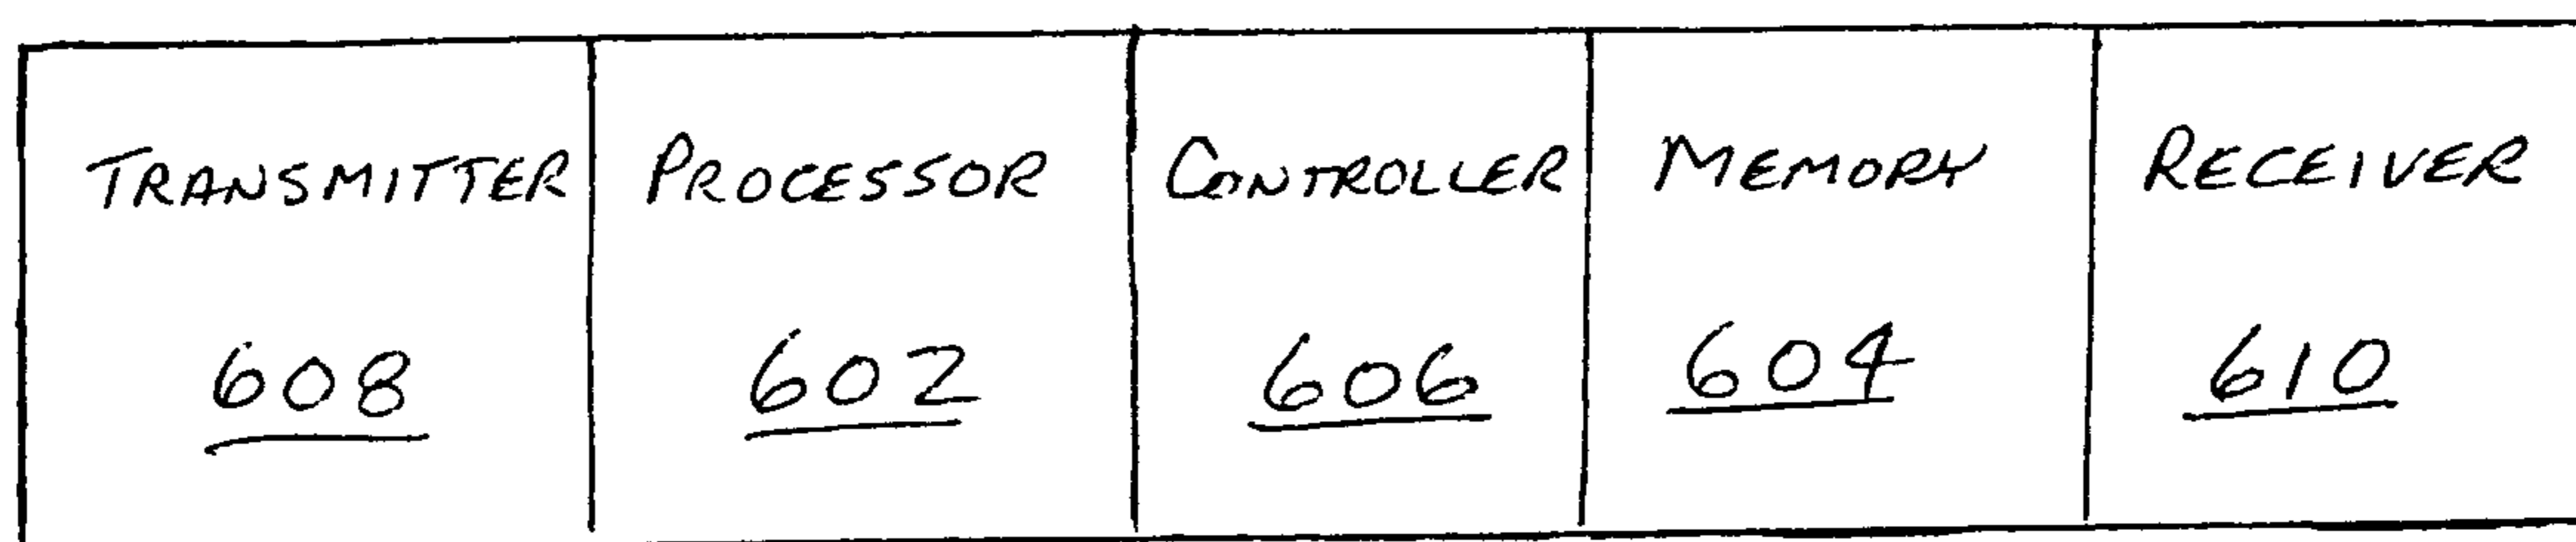 TRANSMITTER PROCESSOR CONTROLLER MEMORY RECEIVER
608 602 606 604 610